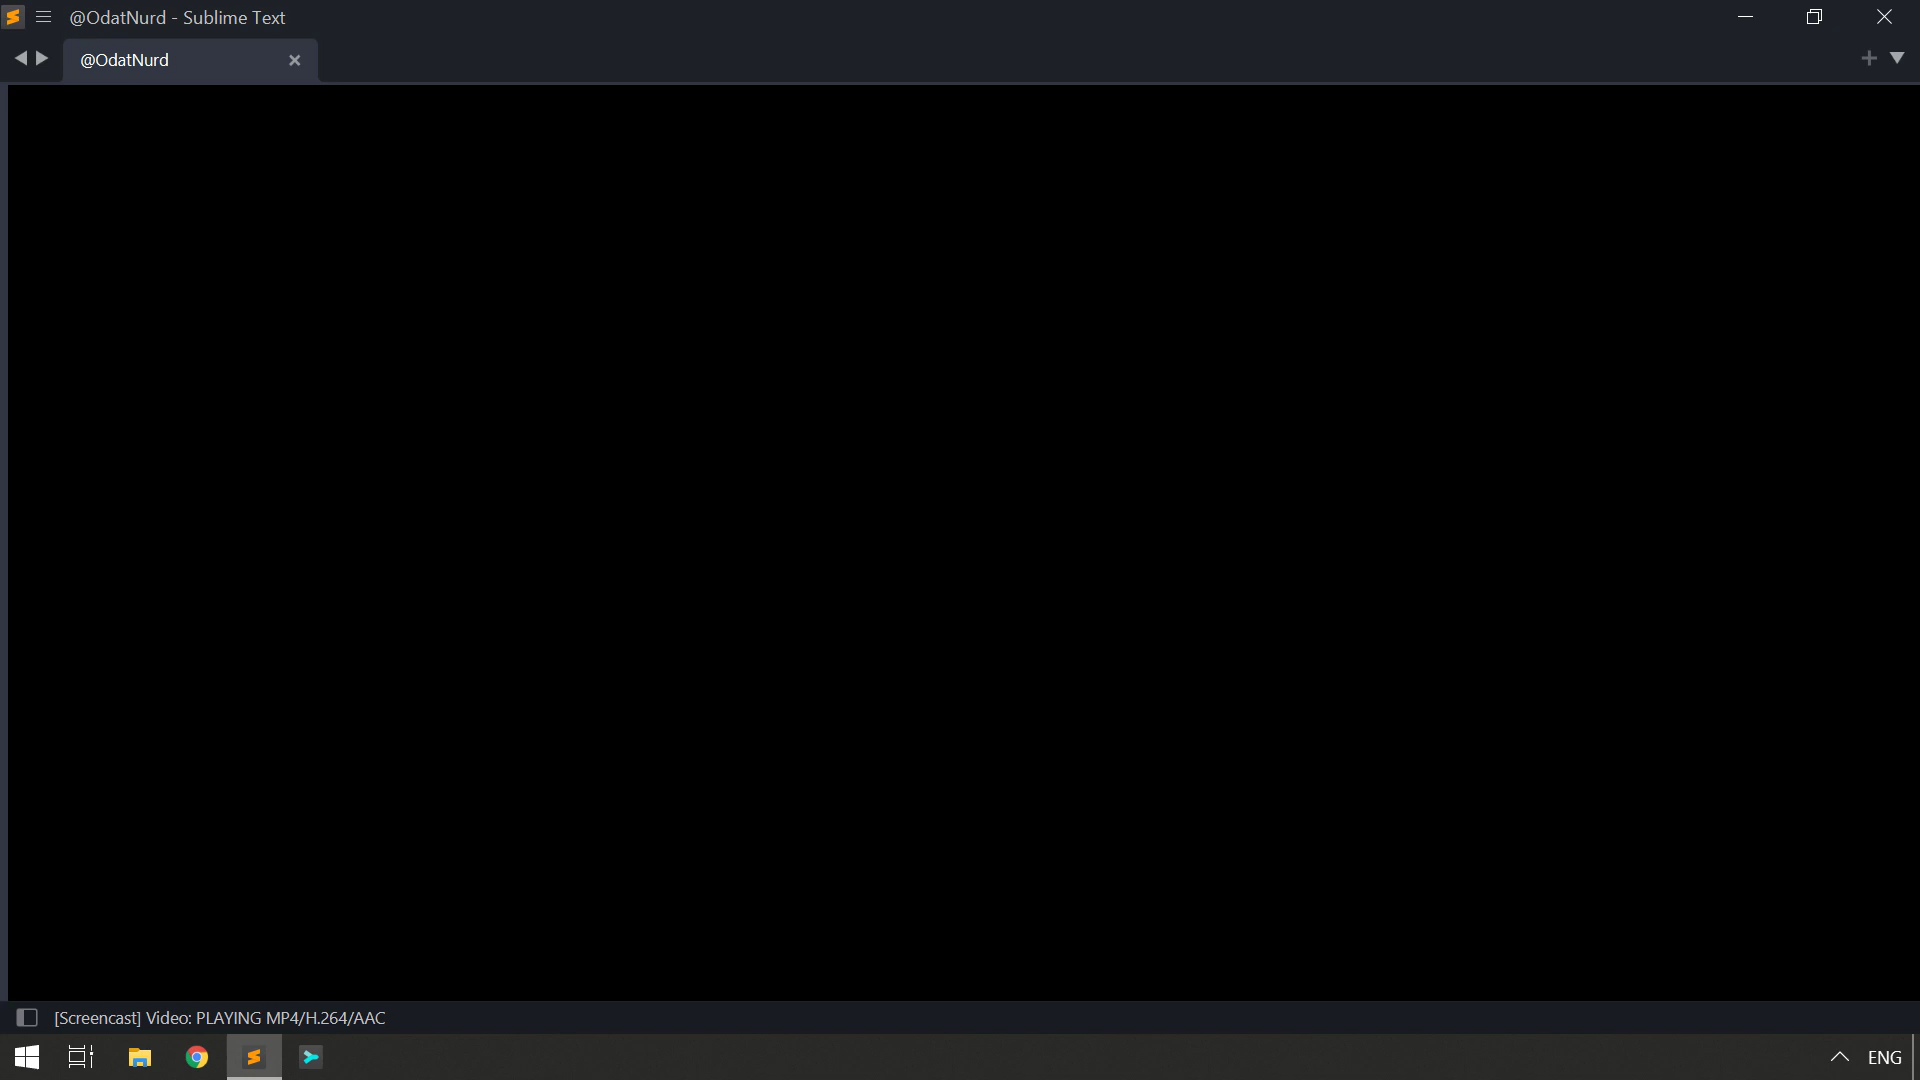 @OdatNurd - Sublime Text
@OdatNurd
[Screencast] Video: PLAYING MP4/H.264/AAC
ENG